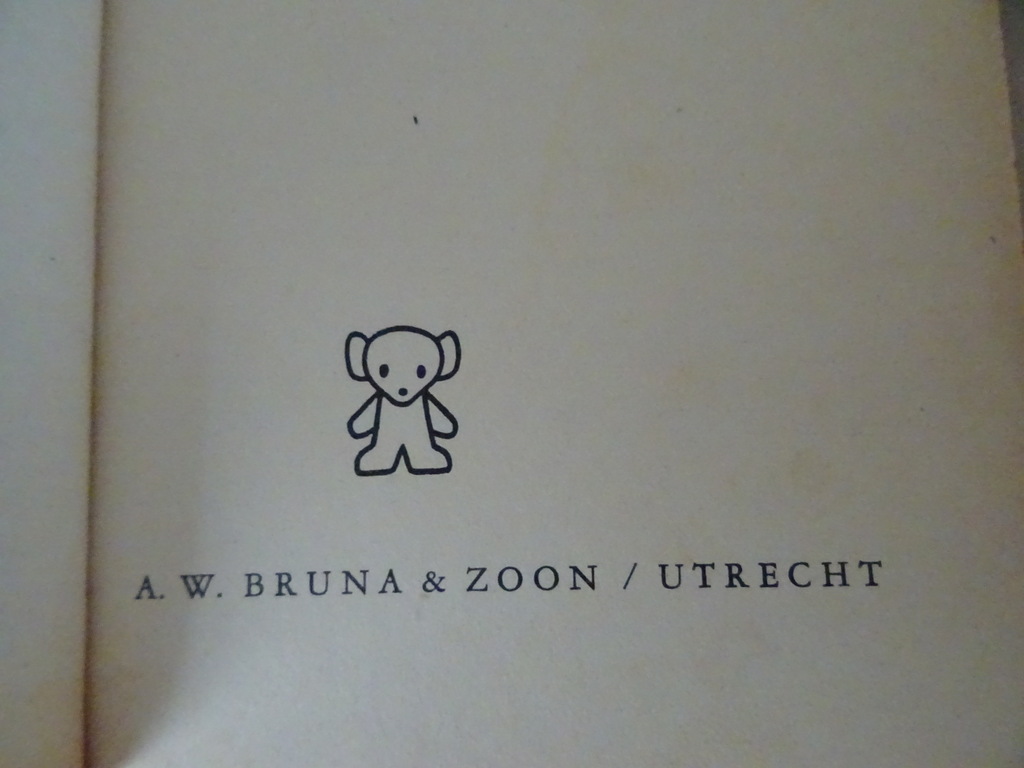 A. W. BRUNA & ZOON / UTRECHT